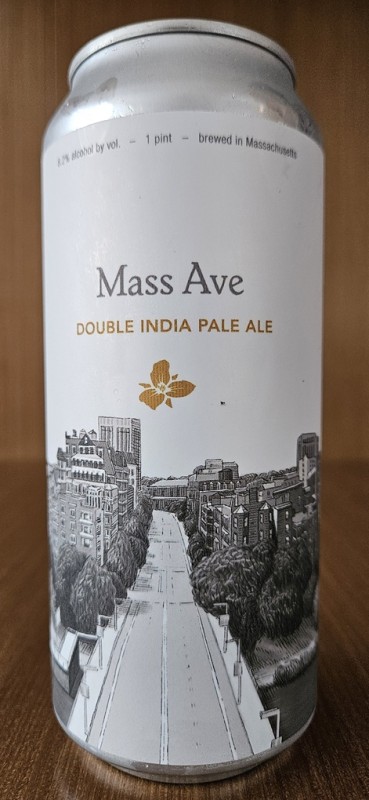 alcohol by vol. – 1 pint – brewed in Massachusetts
Mass Ave
DOUBLE INDIA PALE ALE